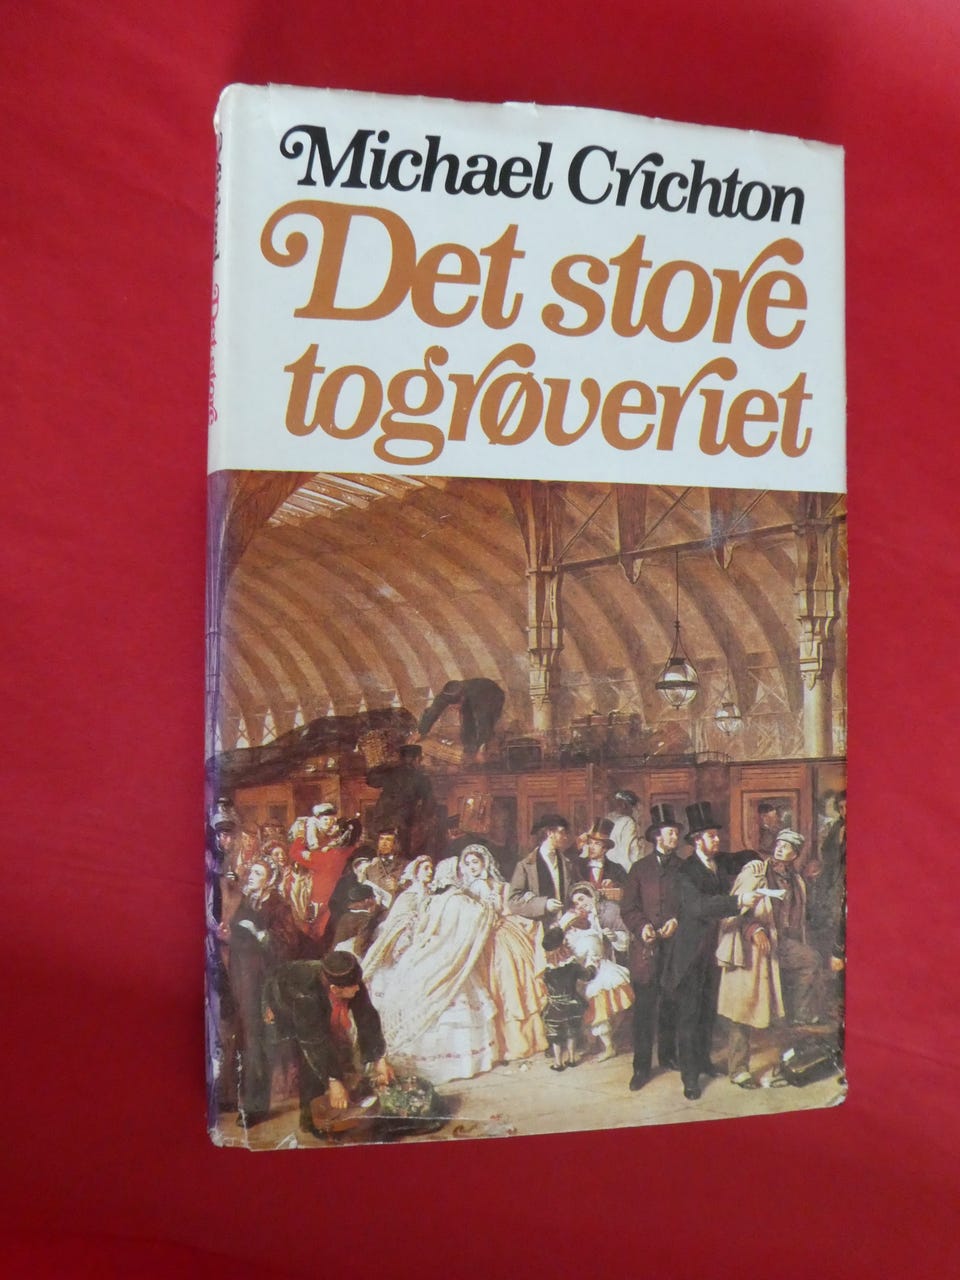 Michael Crichton
Det store
togrøveriet